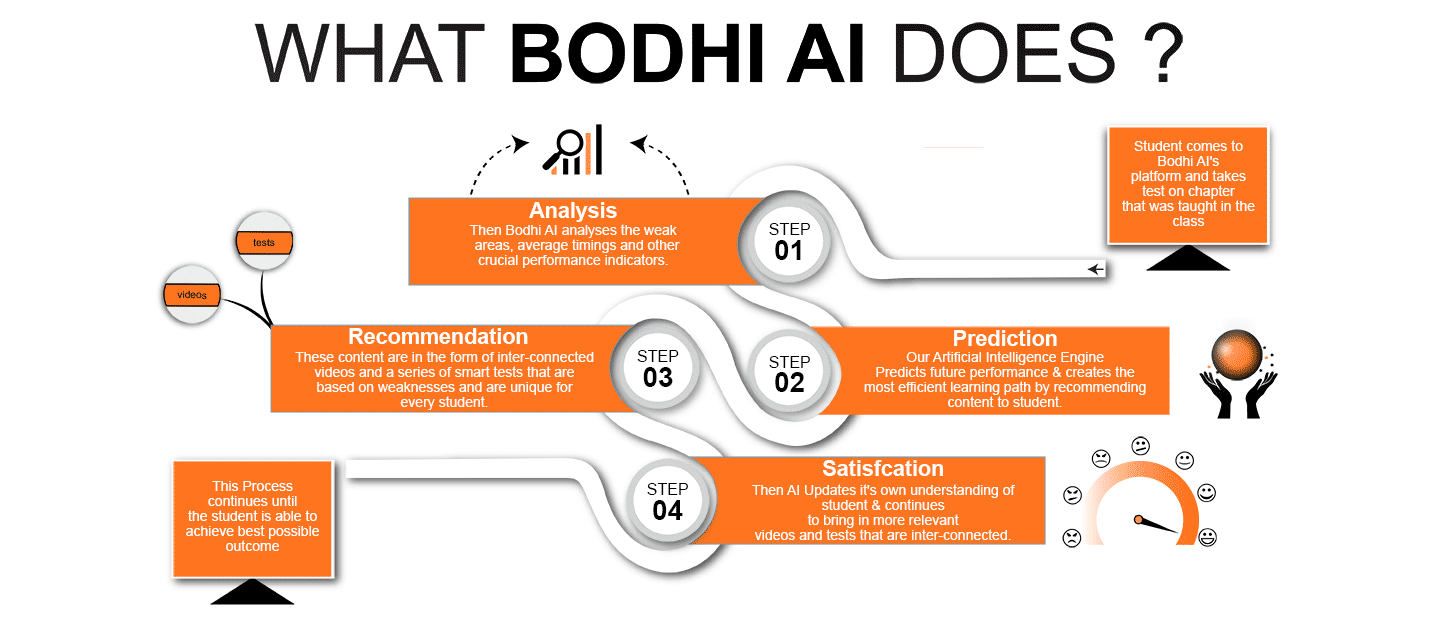 WHAT BODHI AI DOES ?
Student comes to
Bodhi AI's
platform and takes
test on chapter
that was taught in the
class
Analysis
Then Bodhi AI analyses the weak
areas, average timings and other
crucial performance indicators.
STEP
01
Prediction
Our Artificial Intelligence Engine
Predicts future performance & creates the
most efficient learning path by recommending
content to student.
STEP
02
tests
videos
Recommendation
These content are in the form of inter-connected
videos and a series of smart tests that are
based on weaknesses and are unique for
every student.
STEP
03
Satisfcation
Then AI Updates it's own understanding of
student & continues
to bring in more relevant
videos and tests that are inter-connected.
STEP
04
This Process
continues until
the student is able to
achieve best possible
outcome